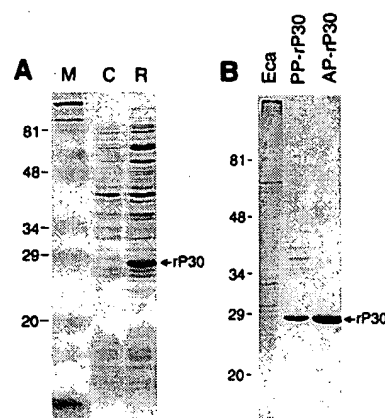 A
M C R
81-
48-
34-
29-
20-
rP30
B
Eca PP-rP30 AP-rP30
81-
48-
34-
29-
20-
rP30